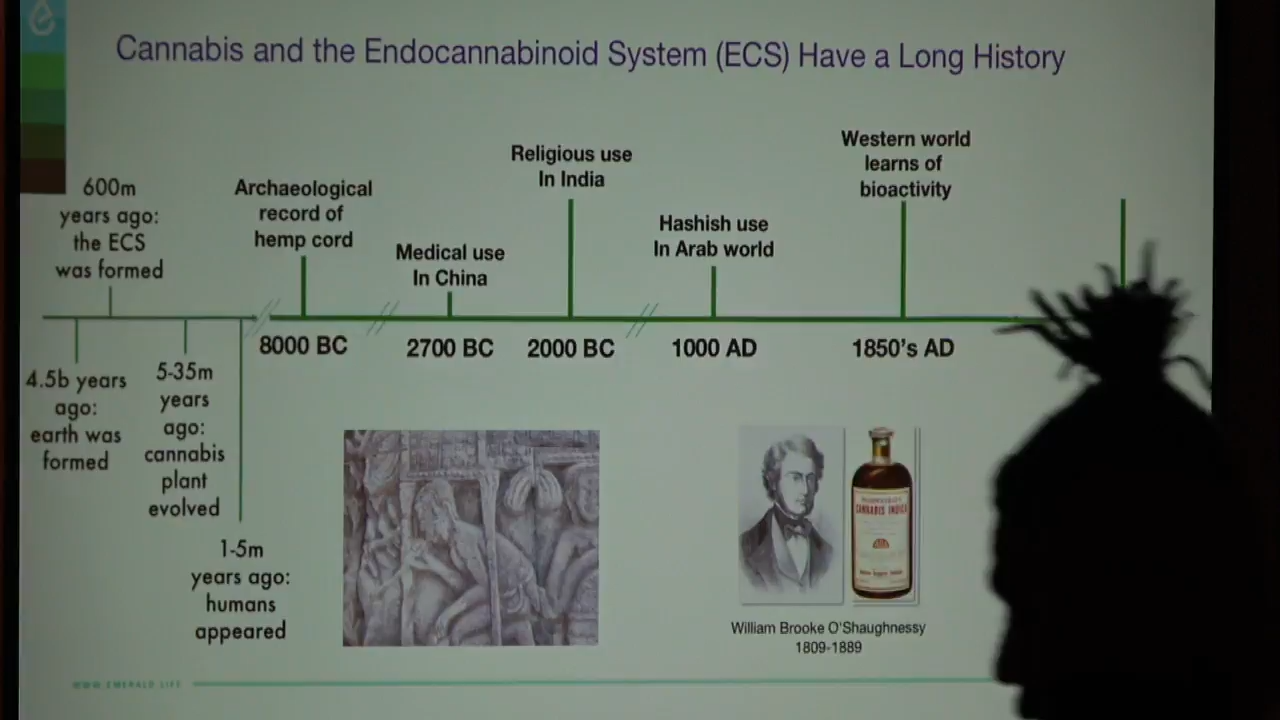 Cannabis and the Endocannabinoid System (ECS) Have a Long History
600m
years ago:
the ECS
was formed
Archaeological
record of
hemp cord
Medical use
In China
Religious use
In India
Hashish use
In Arab world
Western world
learns of
bioactivity
8000 BC
2700 BC
2000 BC
1000 AD
1850's AD
4.5b years
ago:
earth was
formed
5-35m
years
ago:
cannabis
plant
evolved
1-5m
years ago:
humans
appeared
CANNABIS INDICA
William Brooke O'Shaughnessy
1809-1889
WWW.EMERALD.LIFE